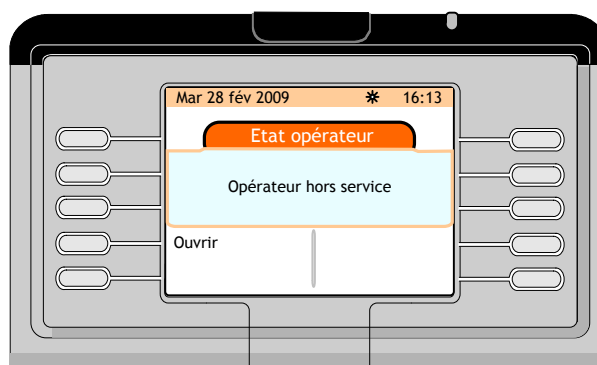 Mar 28 fév 2009 16:13
Etat opérateur
Opérateur hors service
Ouvrir